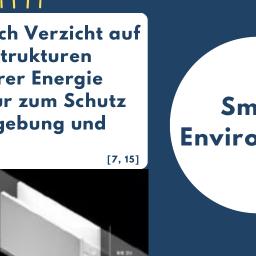 ch Verzicht auf
trukturen
rer Energie
ur zum Schutz
gebung und
[7, 15]
Sm
Enviro